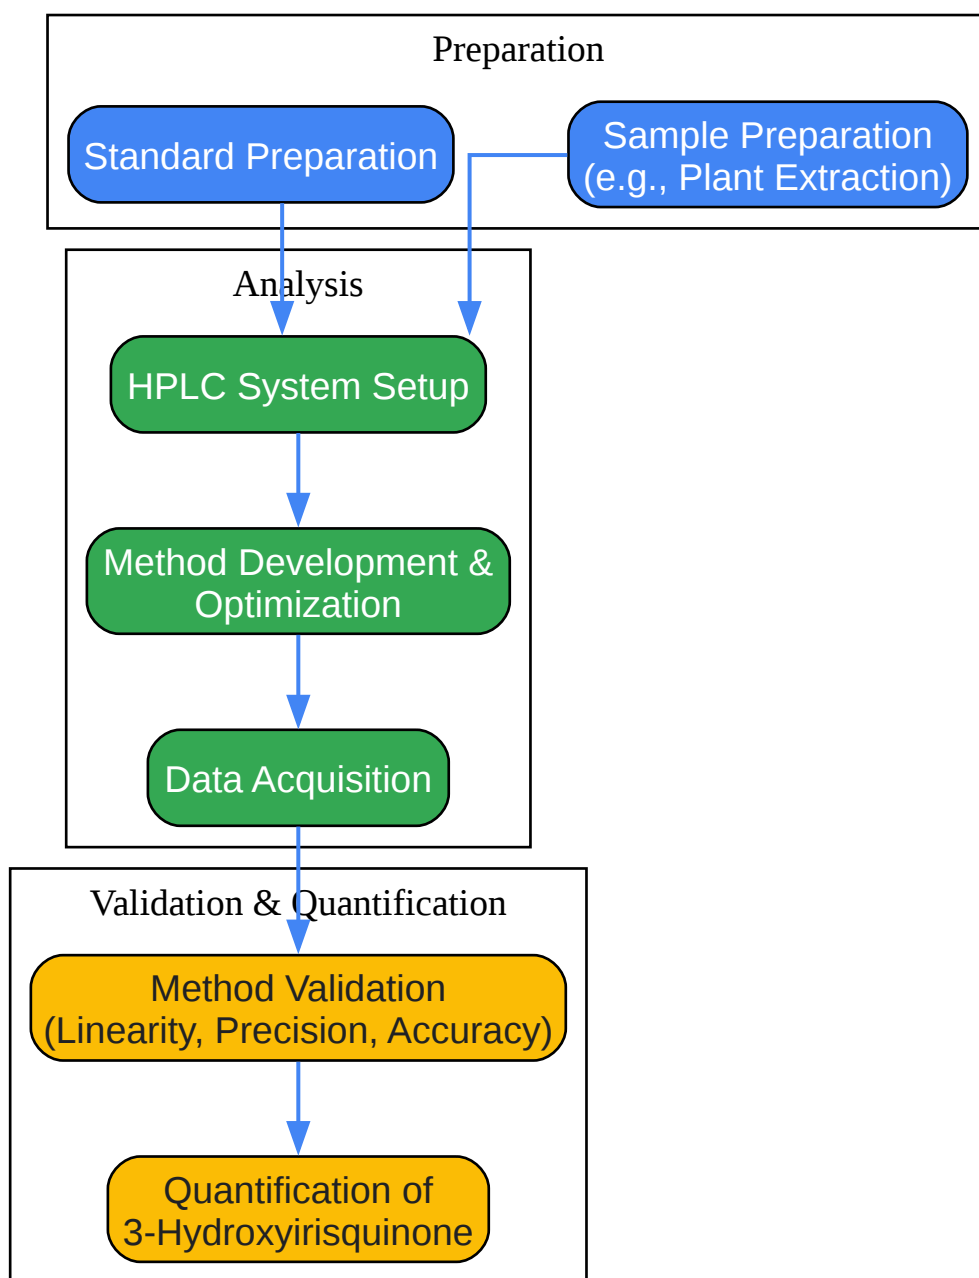 Preparation
Standard Preparation
Sample Preparation
(e.g., Plant Extraction)
Analysis
HPLC System Setup
Method Development &
Optimization
Data Acquisition
Validation & Quantification
Method Validation
(Linearity, Precision, Accuracy)
Quantification of
3-Hydroxyirisquinone